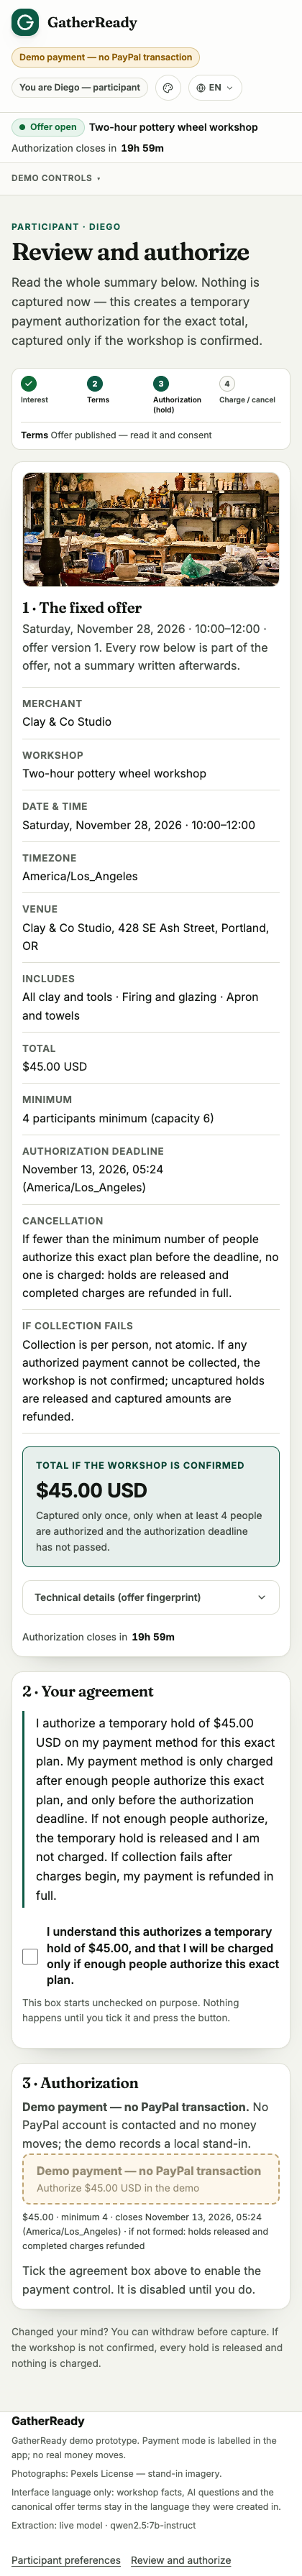 GatherReady
Demo payment — no PayPal transaction
You are Diego — participant
EN
Offer open Two-hour pottery wheel workshop
Authorization closes in 19h 59m
DEMO CONTROLS
PARTICIPANT · DIEGO
Review and authorize
Read the whole summary below. Nothing is
captured now — this creates a temporary
payment authorization for the exact total,
captured only if the workshop is confirmed.
2 3 4
Interest Terms Authorization (hold) Charge / cancel
Terms Offer published — read it and consent
1 · The fixed offer
Saturday, November 28, 2026 · 10:00–12:00 ·
offer version 1. Every row below is part of the
offer, not a summary written afterwards.
MERCHANT
Clay & Co Studio
WORKSHOP
Two-hour pottery wheel workshop
DATE & TIME
Saturday, November 28, 2026 · 10:00–12:00
TIMEZONE
America/Los_Angeles
VENUE
Clay & Co Studio, 428 SE Ash Street, Portland,
OR
INCLUDES
All clay and tools · Firing and glazing · Apron
and towels
TOTAL
$45.00 USD
MINIMUM
4 participants minimum (capacity 6)
AUTHORIZATION DEADLINE
November 13, 2026, 05:24
(America/Los_Angeles)
CANCELLATION
If fewer than the minimum number of people
authorize this exact plan before the deadline, no
one is charged: holds are released and
completed charges are refunded in full.
IF COLLECTION FAILS
Collection is per person, not atomic. If any
authorized payment cannot be collected, the
workshop is not confirmed; uncaptured holds
are released and captured amounts are
refunded.
TOTAL IF THE WORKSHOP IS CONFIRMED
$45.00 USD
Captured only once, only when at least 4 people
are authorized and the authorization deadline
has not passed.
Technical details (offer fingerprint)
Authorization closes in 19h 59m
2 · Your agreement
I authorize a temporary hold of $45.00
USD on my payment method for this exact
plan. My payment method is only charged
after enough people authorize this exact
plan, and only before the authorization
deadline. If not enough people authorize,
the temporary hold is released and I am
not charged. If collection fails after
charges begin, my payment is refunded in
full.
I understand this authorizes a temporary
hold of $45.00, and that I will be charged
only if enough people authorize this exact
plan.
This box starts unchecked on purpose. Nothing
happens until you tick it and press the button.
3 · Authorization
Demo payment — no PayPal transaction. No
PayPal account is contacted and no money
moves; the demo records a local stand-in.
Demo payment — no PayPal transaction
Authorize $45.00 USD in the demo
$45.00 · minimum 4 · closes November 13, 2026, 05:24
(America/Los_Angeles) · if not formed: holds released and
completed charges refunded
Tick the agreement box above to enable the
payment control. It is disabled until you do.
Changed your mind? You can withdraw before capture. If
the workshop is not confirmed, every hold is released and
nothing is charged.
GatherReady
GatherReady demo prototype. Payment mode is labelled in the
app; no real money moves.
Photographs: Pexels License — stand-in imagery.
Interface language only: workshop facts, AI questions and the
canonical offer terms stay in the language they were created in.
Extraction: live model · qwen2.5:7b-instruct
Participant preferences Review and authorize